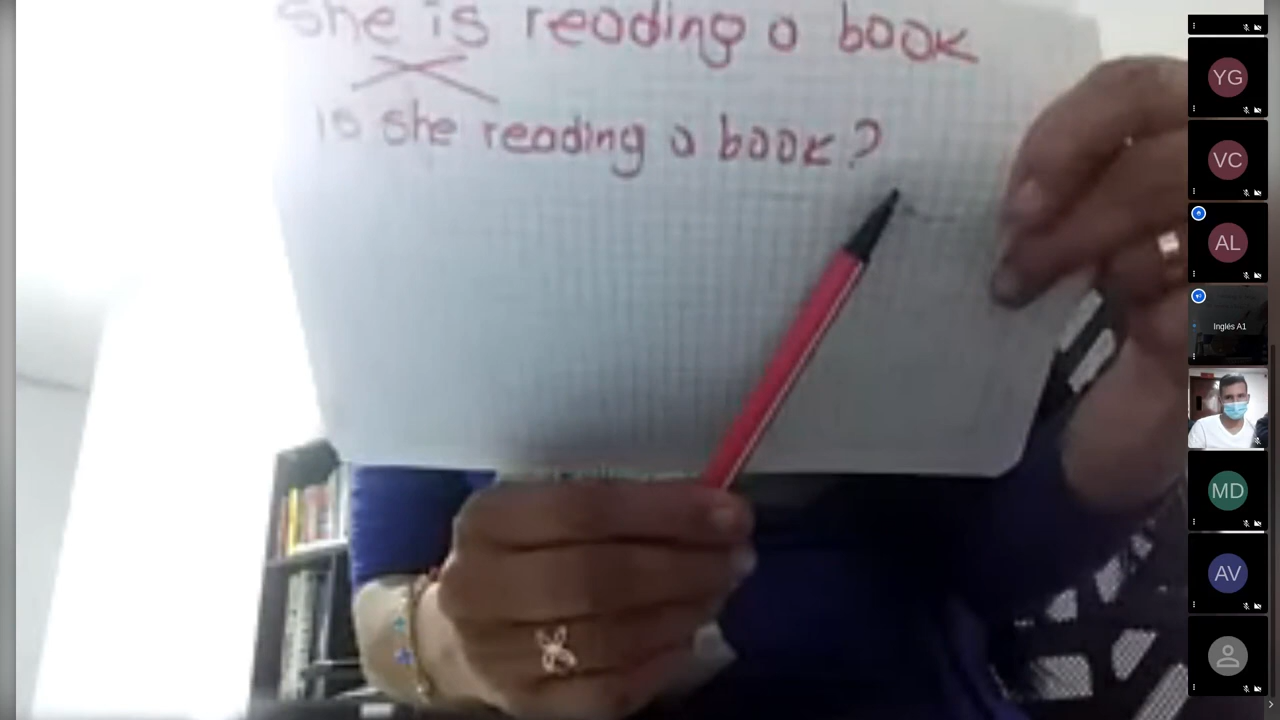 She is reading a book
is she reading a book?
YG
VC
AL
Inglés A1
MD
AV